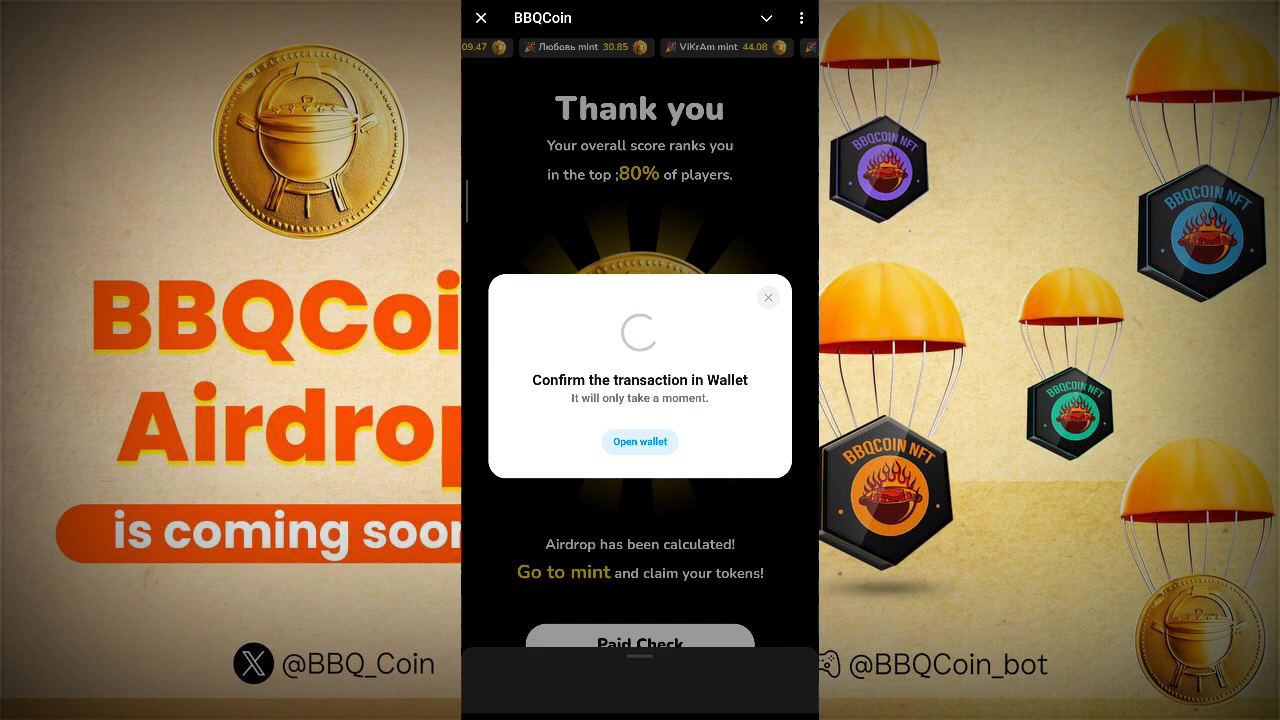 BBQCoi
Airdrop
is coming soon
@BBQ_Coin
BBQCoin
09.47
🎉 Любовь mint 30.85
🎉 ViKrAm mint 44.08
Thank you
Your overall score ranks you
in the top ;80% of players.
Confirm the transaction in Wallet
It will only take a moment.
Open wallet
Airdrop has been calculated!
Go to mint and claim your tokens!
Paid Check
BBQCOIN NFT
BBQCOIN NFT
BBQCOIN NFT
BBQCOIN NFT
@BBQCoin_bot